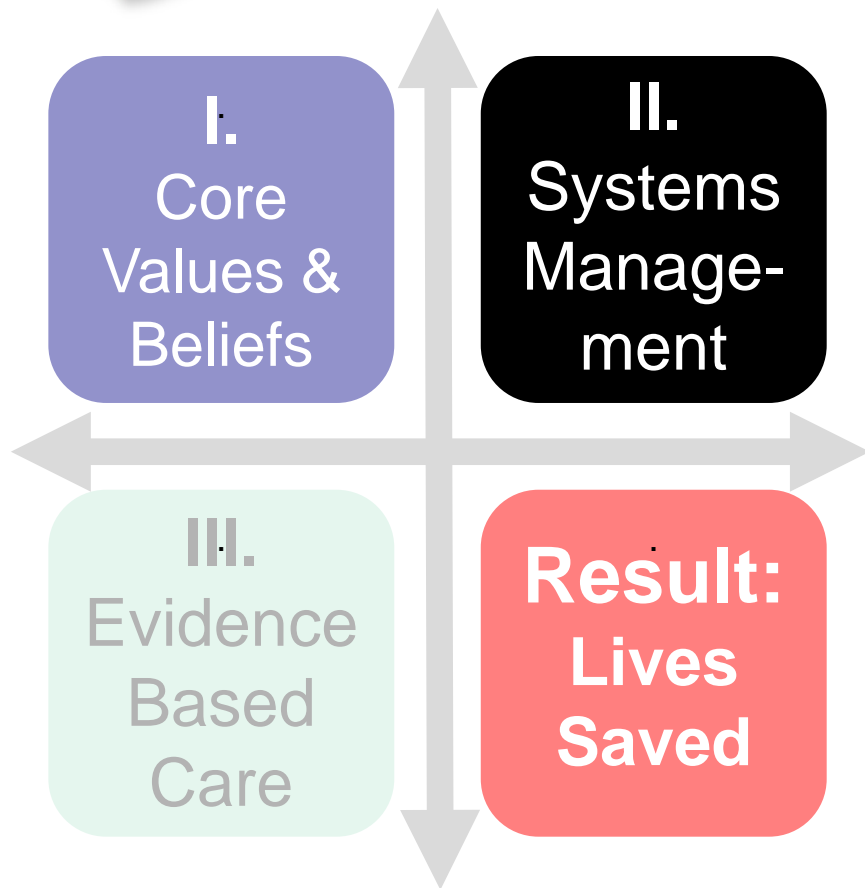 I.
Core
Values &
Beliefs
II.
Systems
Manage-
ment
III.
Evidence
Based
Care
Result:
Lives
Saved